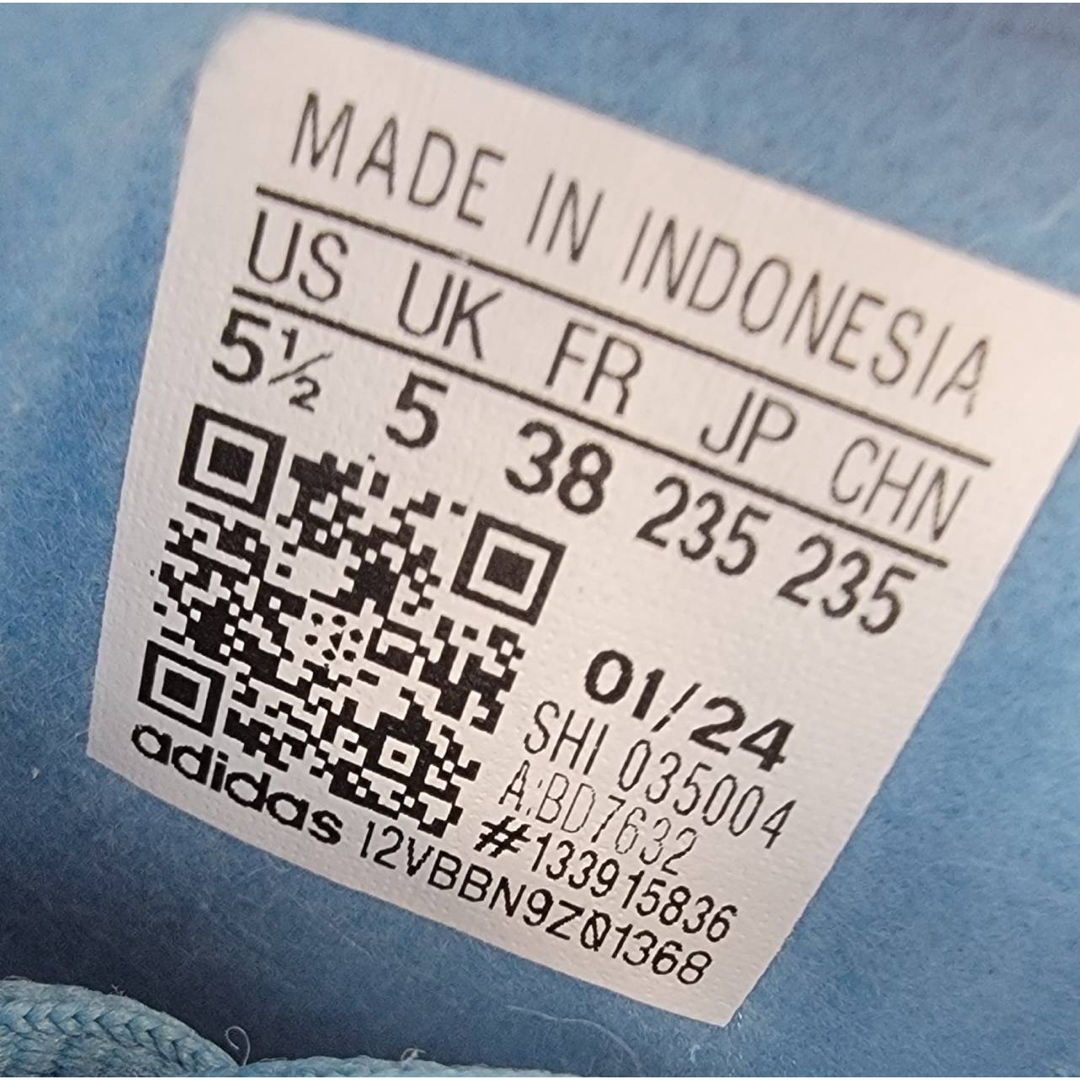 MADE IN INDONESIA
US UK FR JP CHN
5½ 5 38 235 235
01/24
SHI 035004
A:BD7632
#133915836
adidas 12VBBN9ZQ1368